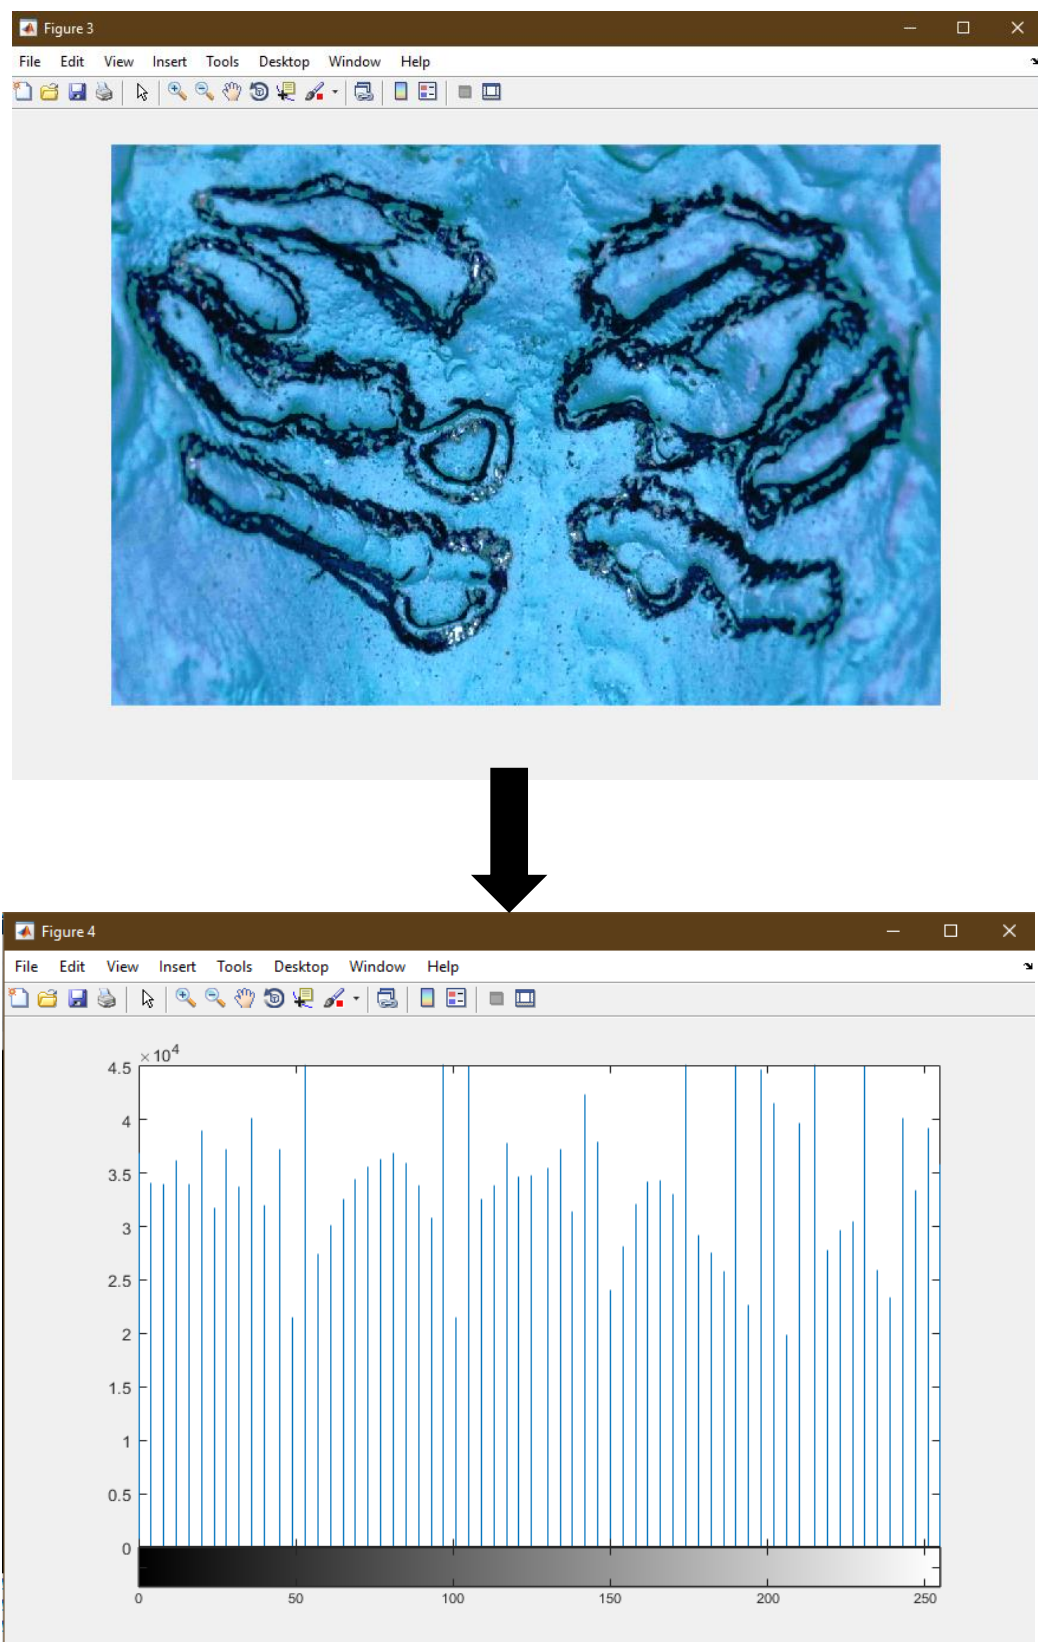 Figure 3
File Edit View Insert Tools Desktop Window Help
Figure 4
File Edit View Insert Tools Desktop Window Help
×10^4
4.5
4
3.5
3
2.5
2
1.5
1
0.5
0
0 50 100 150 200 250